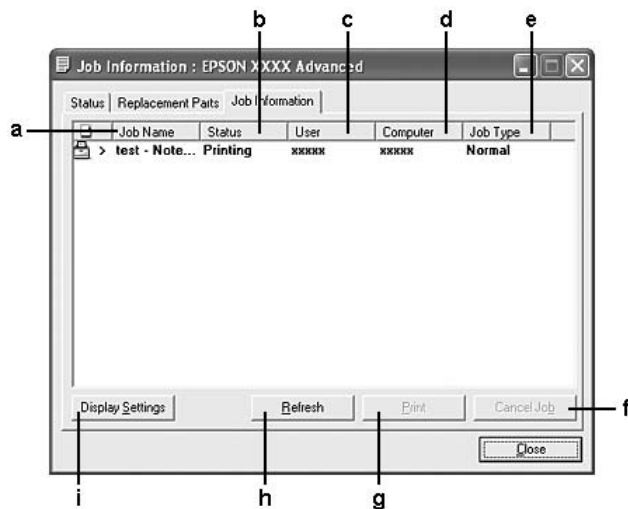 b c d e
Job Information : EPSON XXXX Advanced
Status Replacement Parts Job Information
a Job Name Status User Computer Job Type
> test - Note... Printing xxxxx xxxxx Normal
Display Settings Refresh Print Cancel Job f
Close
i h g